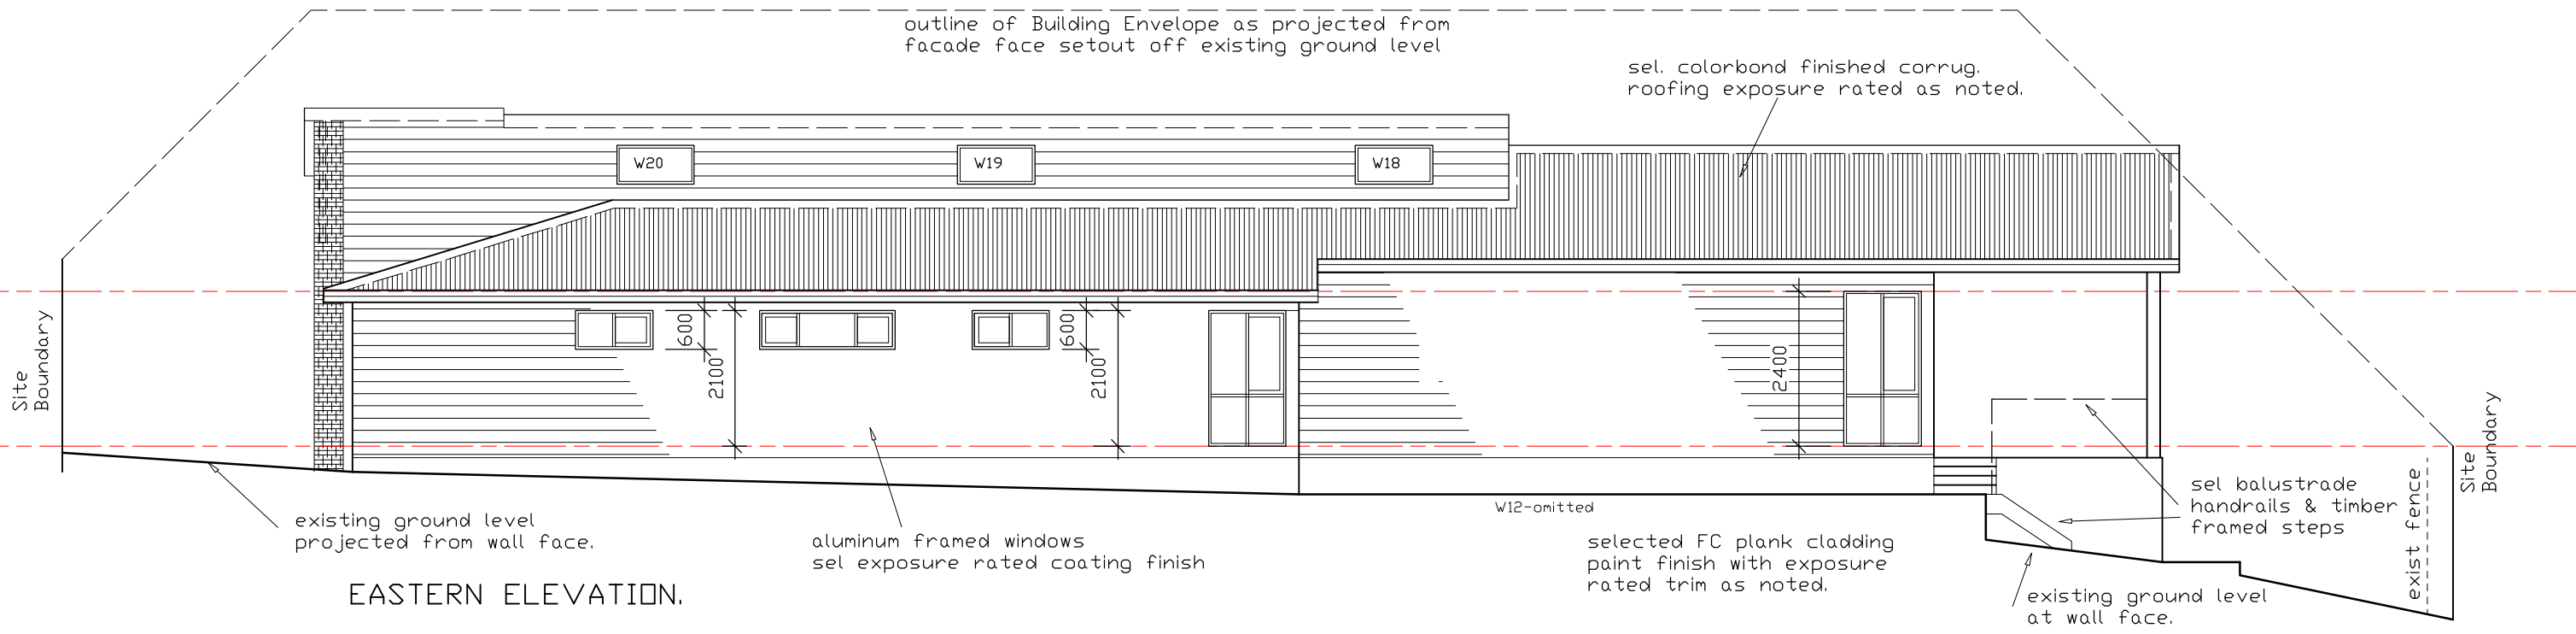 outline of Building Envelope as projected from
facade face setout off existing ground level
sel. colorbond finished corrug.
roofing exposure rated as noted.
W20
W19
W18
Site
Boundary
600
2100
600
2100
2400
Site
Boundary
exist fence
sel balustrade
handrails & timber
framed steps
W12-omitted
existing ground level
projected from wall face.
aluminum framed windows
sel exposure rated coating finish
selected FC plank cladding
paint finish with exposure
rated trim as noted.
existing ground level
at wall face.
EASTERN ELEVATION.